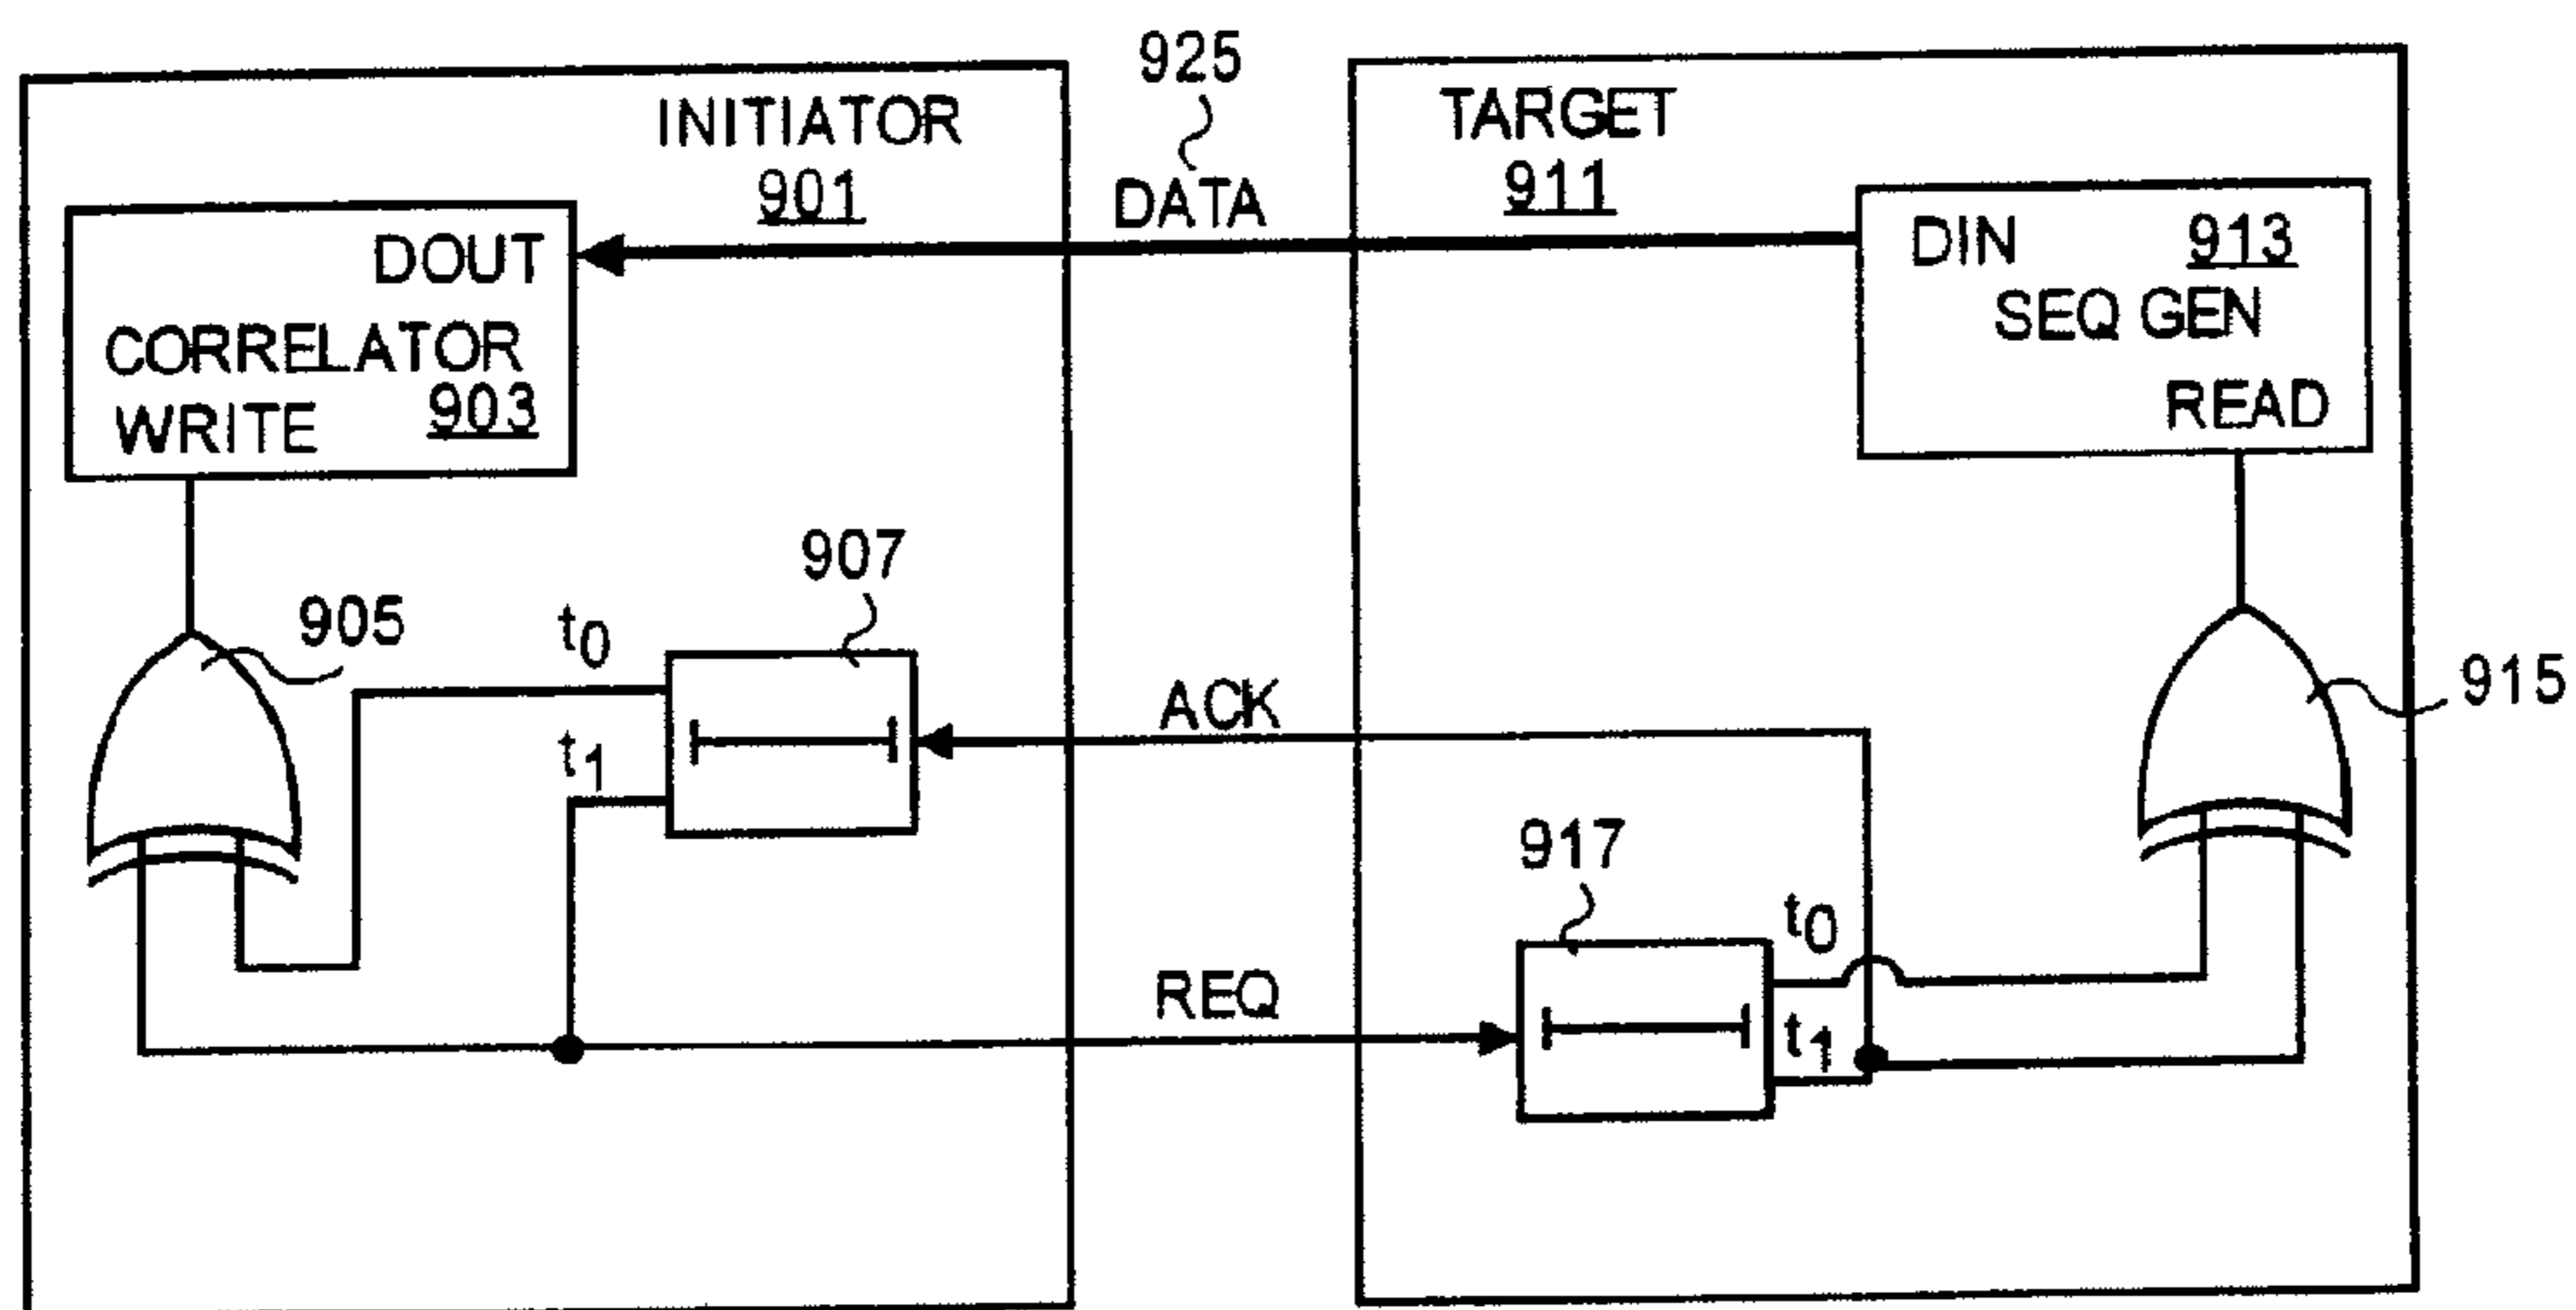 925
INITIATOR
901
DATA
TARGET
911
DOUT
CORRELATOR
WRITE
903
DIN
913
SEQ GEN
READ
905
907
t0
t1
ACK
915
917
t0
t1
REQ